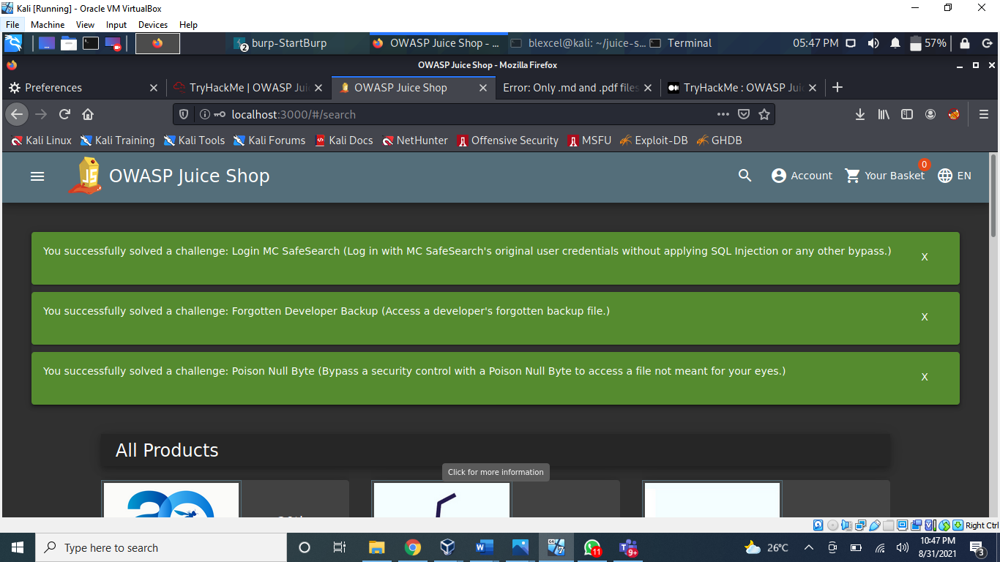 Kali [Running] - Oracle VM VirtualBox
File Machine View Input Devices Help
2 burp-StartBurp OWASP Juice Shop - ... blexcel@kali: ~/juice-s... Terminal 05:47 PM 57%
OWASP Juice Shop - Mozilla Firefox
Preferences TryHackMe | OWASP Jui OWASP Juice Shop Error: Only .md and .pdf files TryHackMe : OWASP Jui
localhost:3000/#/search
Kali Linux Kali Training Kali Tools Kali Forums Kali Docs NetHunter Offensive Security MSFU Exploit-DB GHDB
JS OWASP Juice Shop Account Your Basket 0 EN
You successfully solved a challenge: Login MC SafeSearch (Log in with MC SafeSearch's original user credentials without applying SQL Injection or any other bypass.) X
You successfully solved a challenge: Forgotten Developer Backup (Access a developer's forgotten backup file.) X
You successfully solved a challenge: Poison Null Byte (Bypass a security control with a Poison Null Byte to access a file not meant for your eyes.) X
All Products
Click for more information
Right Ctrl
Type here to search 11 9+ 26°C 10:47 PM
8/31/2021 3